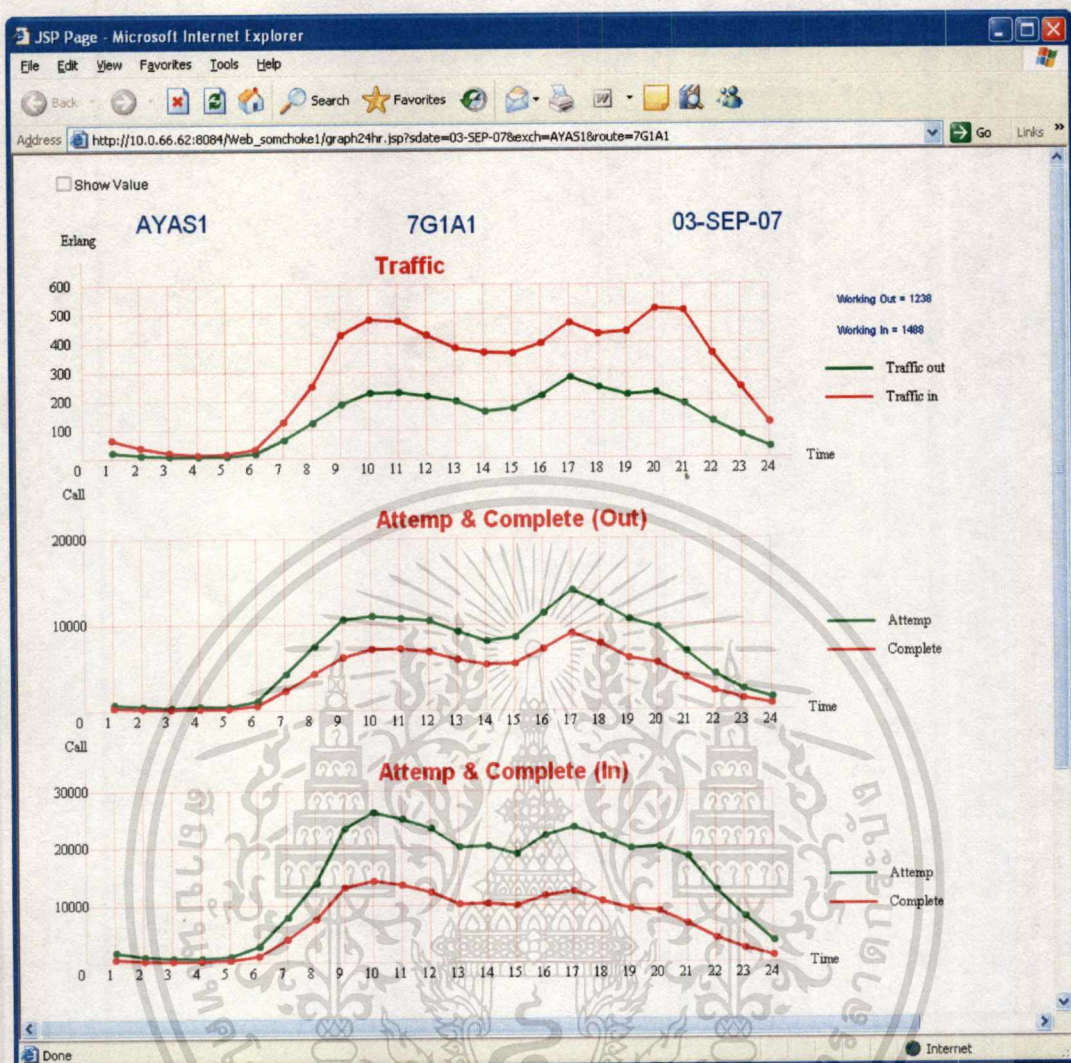 JSP Page - Microsoft Internet Explorer
File Edit View Favorites Tools Help
Back Search Favorites
Address http://10.0.66.62:8084/Web_somchoke1/graph24hr.jsp?sdate=03-SEP-07&exch=AYAS1&route=7G1A1 Go Links »
Show Value
AYAS1 7G1A1 03-SEP-07
Erlang
Traffic
600
500
400
300
200
100
0 1 2 3 4 5 6 7 8 9 10 11 12 13 14 15 16 17 18 19 20 21 22 23 24 Time
Working Out = 1238
Working In = 1488
Traffic out
Traffic in
Call
Attemp & Complete (Out)
20000
10000
0 1 2 3 4 5 6 7 8 9 10 11 12 13 14 15 16 17 18 19 20 21 22 23 24 Time
Attemp
Complete
Call
Attemp & Complete (In)
30000
20000
10000
0 1 2 3 4 5 6 7 8 9 10 11 12 13 14 15 16 17 18 19 20 21 22 23 24 Time
Attemp
Complete
Done Internet